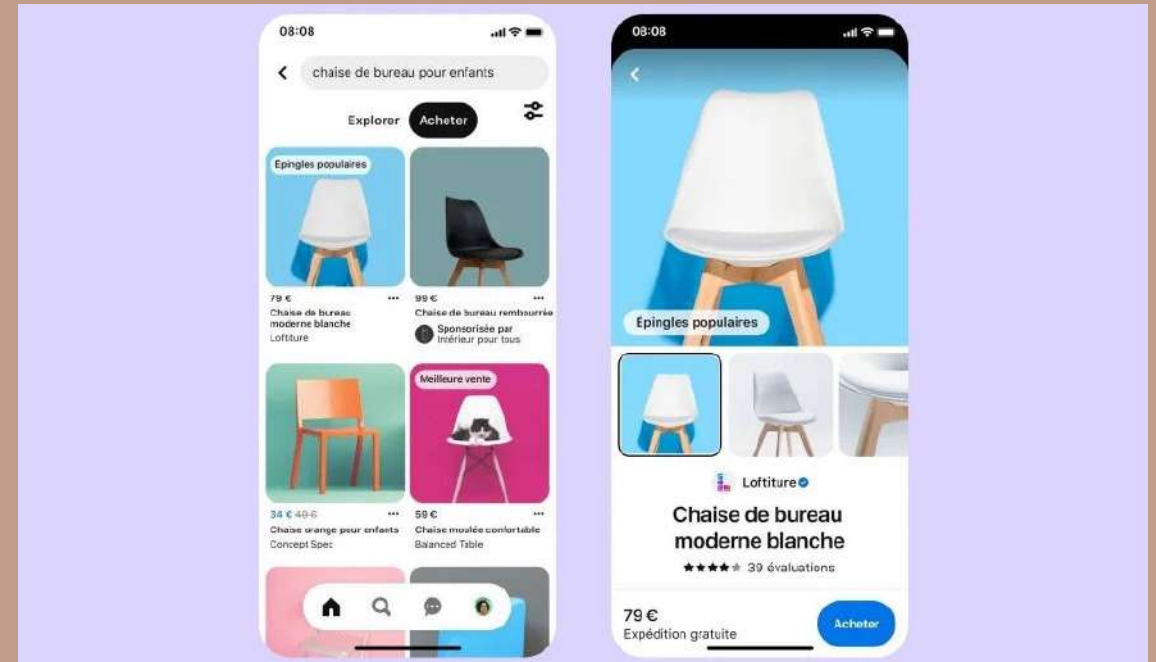 08:08
chaise de bureau pour enfants
Explorer
Acheter
Épingles populaires
79 €
Chaise de bureau
moderne blanche
Loftiture
99 €
Chaise de bureau rembourrée
Sponsorisée par
Intérieur pour tous
Meilleure vente
34 € 49 €
Chaise orange pour enfants
Concept Spec
59 €
Chaise moulée confortable
Balanced Table
08:08
Épingles populaires
Loftiture
Chaise de bureau
moderne blanche
39 évaluations
79 €
Expédition gratuite
Acheter